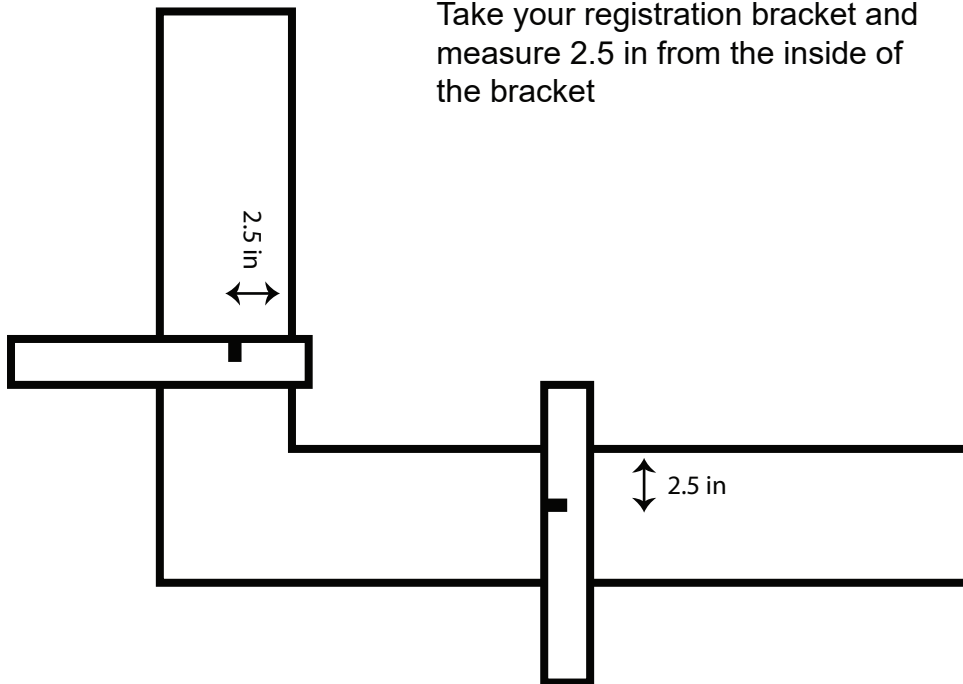 Take your registration bracket and
measure 2.5 in from the inside of
the bracket
2.5 in
2.5 in